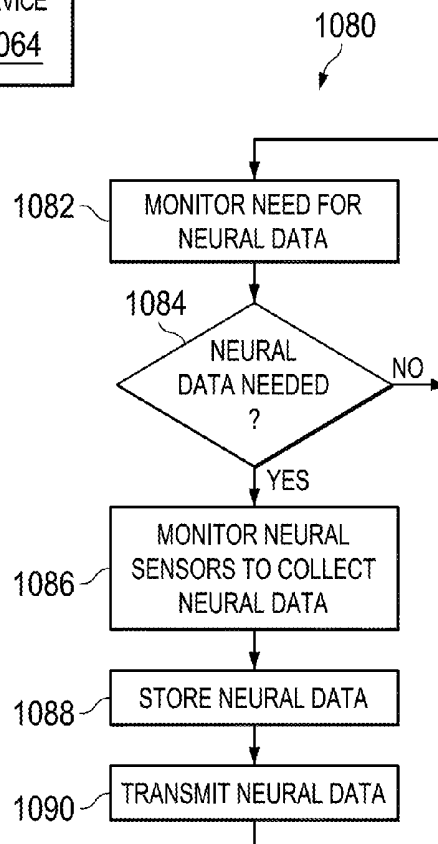 064
1080
1082
MONITOR NEED FOR
NEURAL DATA
1084
NEURAL
DATA NEEDED
?
NO
YES
1086
MONITOR NEURAL
SENSORS TO COLLECT
NEURAL DATA
1088
STORE NEURAL DATA
1090
TRANSMIT NEURAL DATA